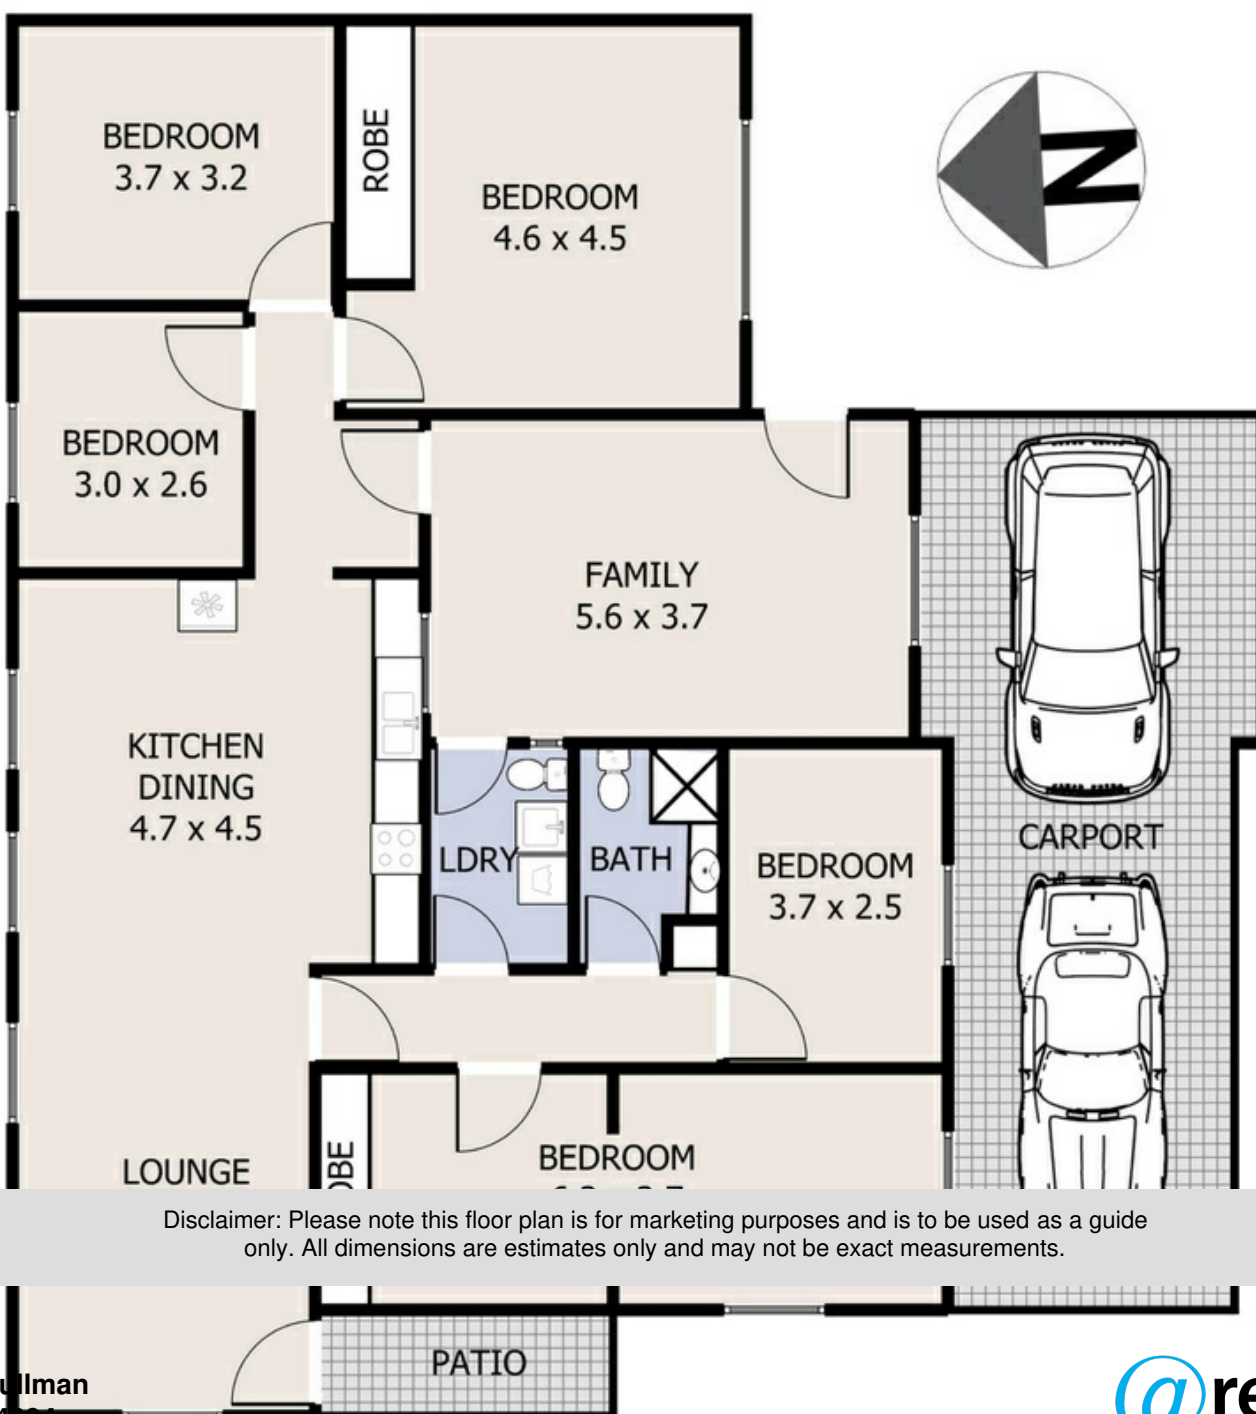 BEDROOM
3.7 x 3.2
ROBE
BEDROOM
4.6 x 4.5
N
BEDROOM
3.0 x 2.6
FAMILY
5.6 x 3.7
KITCHEN
DINING
4.7 x 4.5
LDRY
BATH
BEDROOM
3.7 x 2.5
CARPORT
LOUNGE
OBE
BEDROOM
Disclaimer: Please note this floor plan is for marketing purposes and is to be used as a guide
only. All dimensions are estimates only and may not be exact measurements.
PATIO
ullman
@re